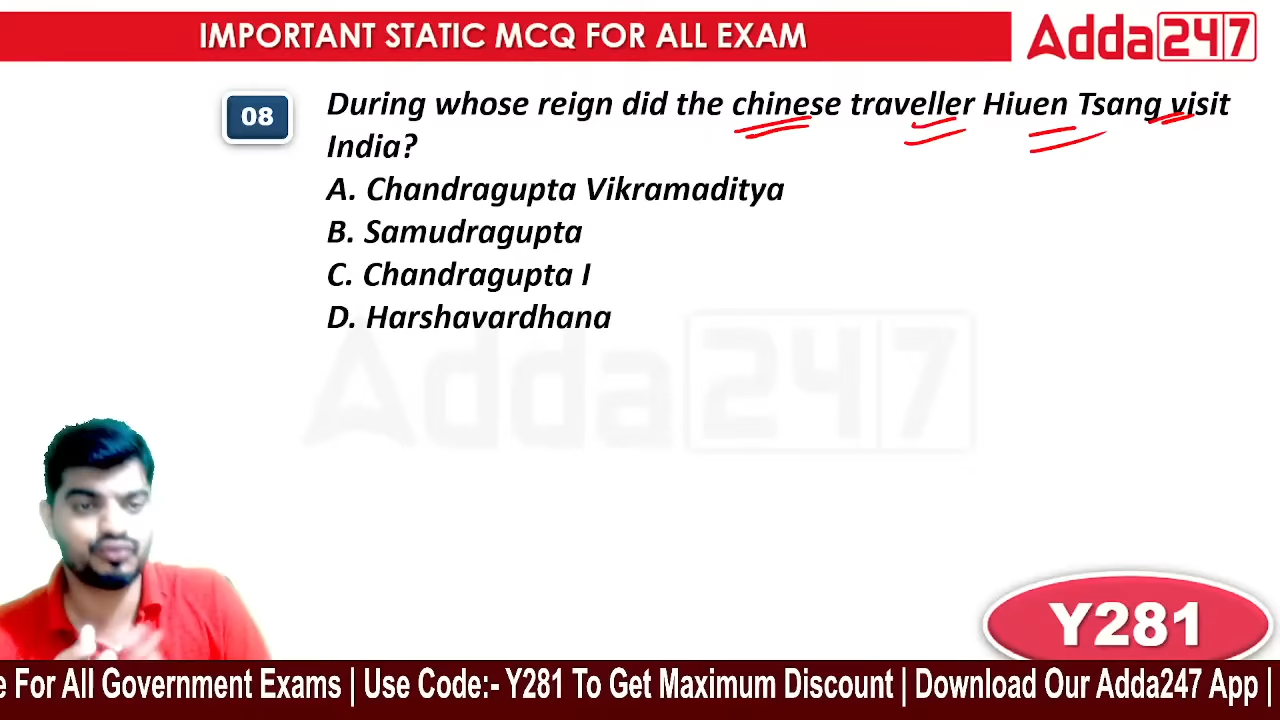 IMPORTANT STATIC MCQ FOR ALL EXAM
Adda247
08
During whose reign did the chinese traveller Hiuen Tsang visit
India?
A. Chandragupta Vikramaditya
B. Samudragupta
C. Chandragupta I
D. Harshavardhana
Adda247
Y281
e For All Government Exams | Use Code:- Y281 To Get Maximum Discount | Download Our Adda247 App |